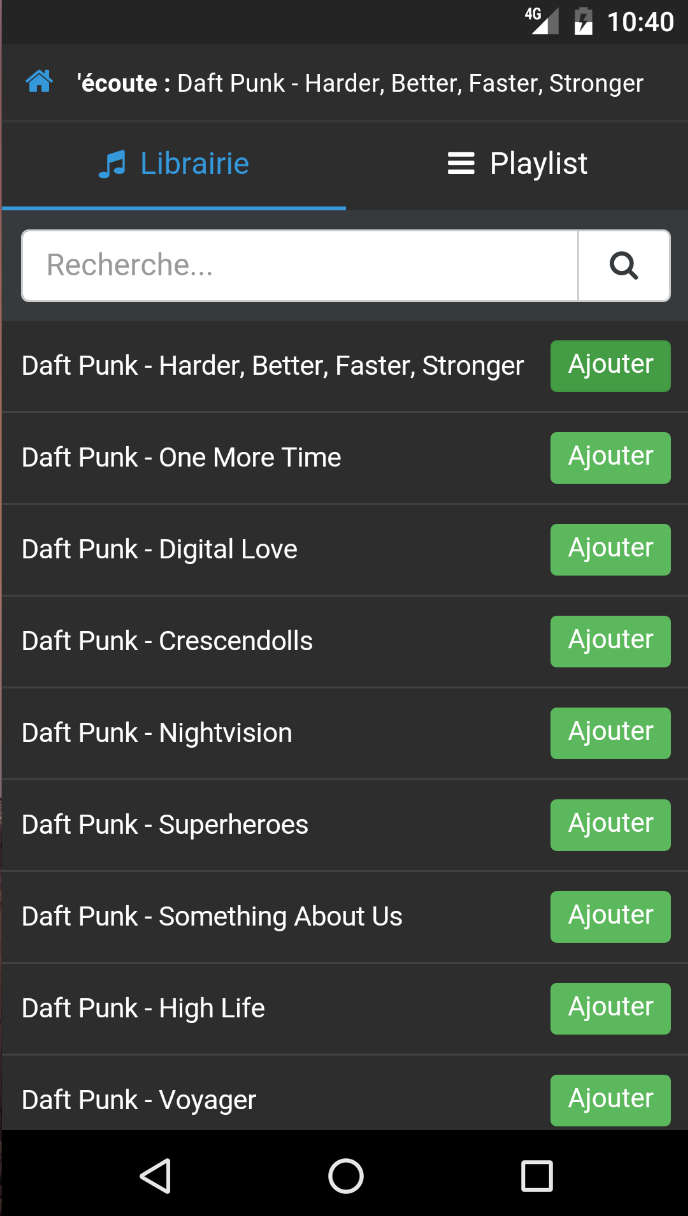 4G 10:40
'écoute : Daft Punk - Harder, Better, Faster, Stronger
Librairie Playlist
Recherche...
Daft Punk - Harder, Better, Faster, Stronger Ajouter
Daft Punk - One More Time Ajouter
Daft Punk - Digital Love Ajouter
Daft Punk - Crescendolls Ajouter
Daft Punk - Nightvision Ajouter
Daft Punk - Superheroes Ajouter
Daft Punk - Something About Us Ajouter
Daft Punk - High Life Ajouter
Daft Punk - Voyager Ajouter